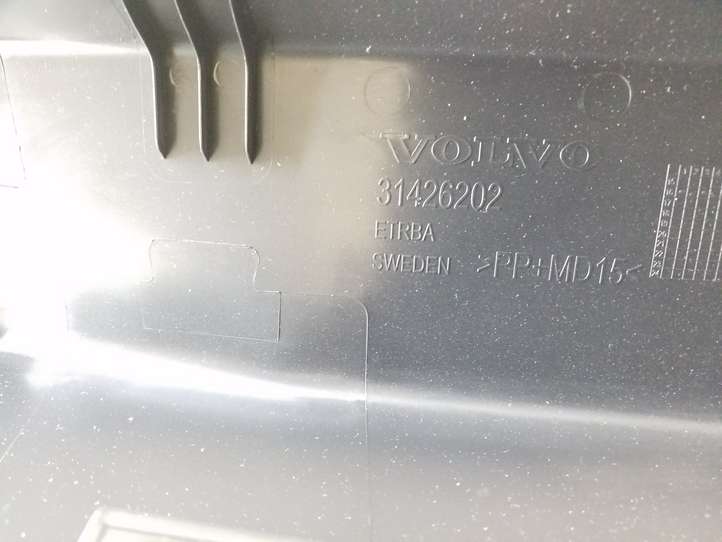 VOLVO
31426202
ETRBA
SWEDEN >PP+MD15<